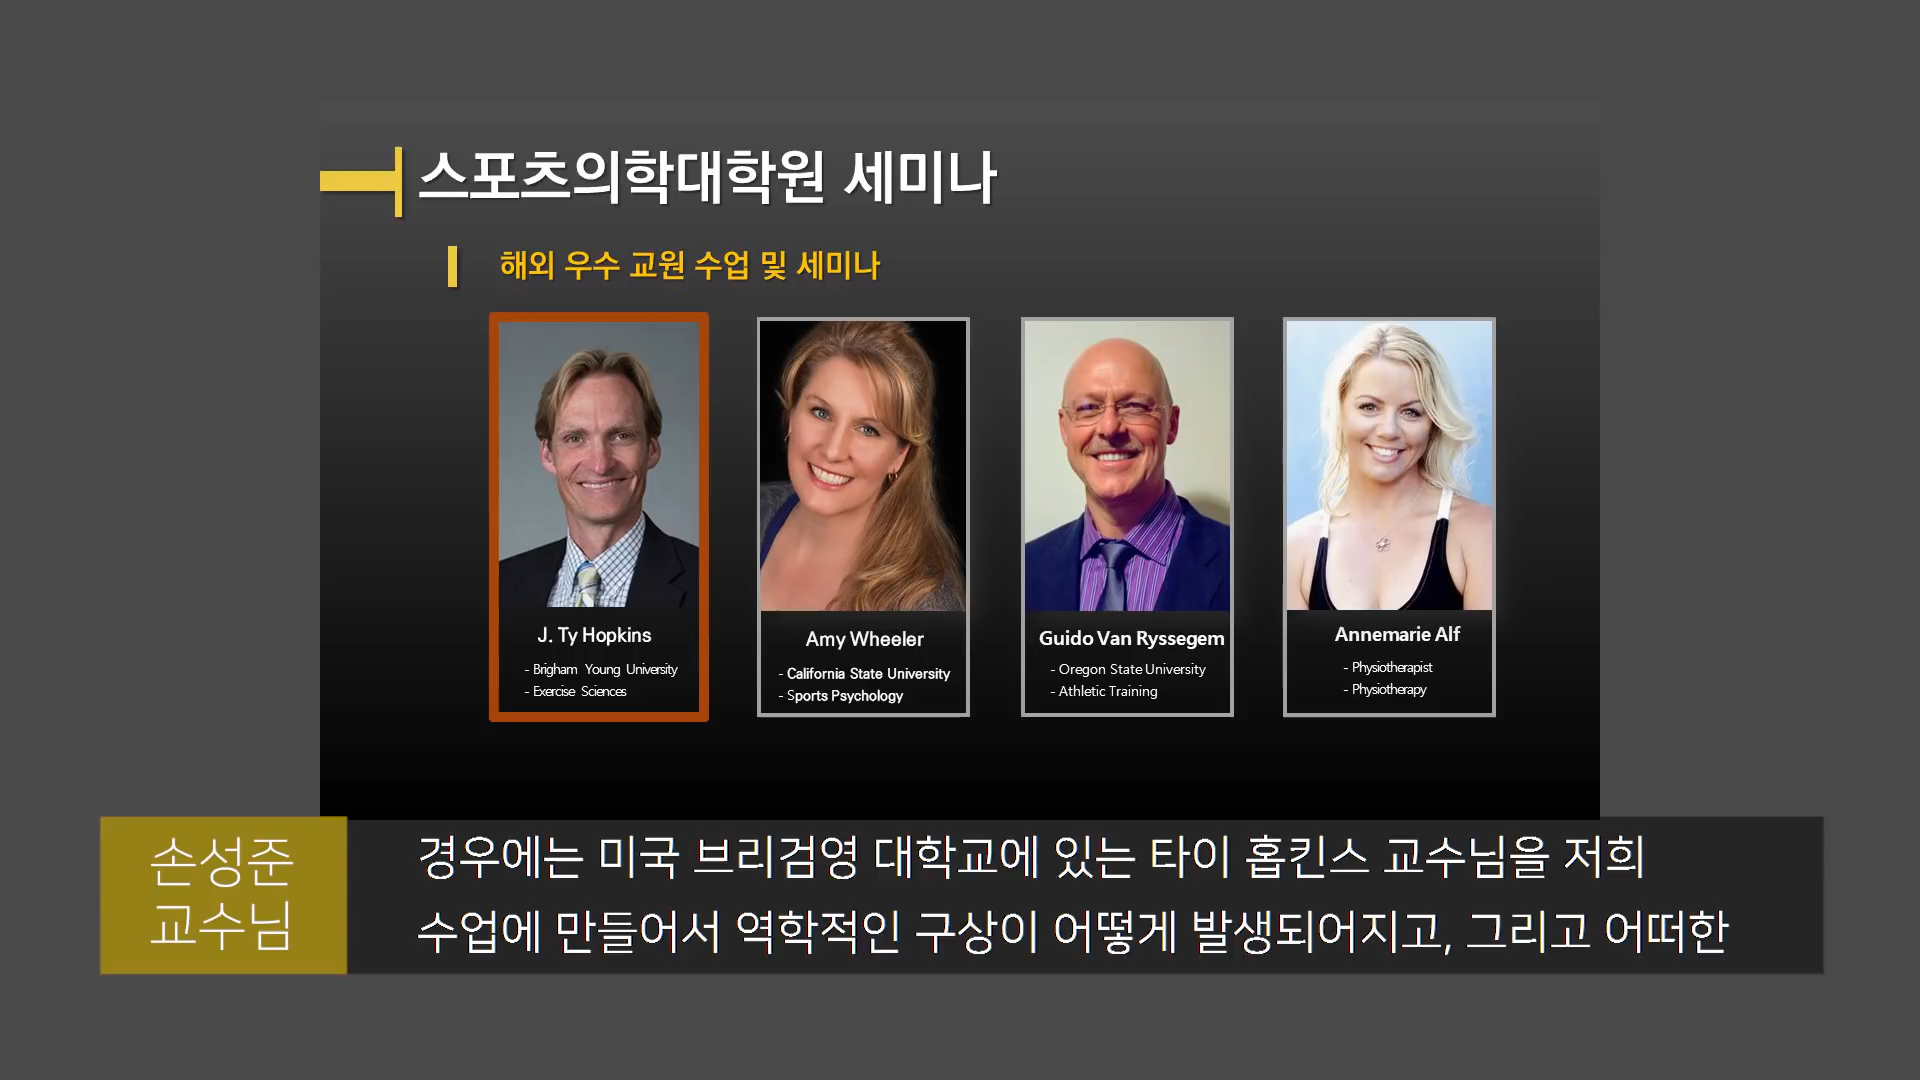 스포츠의학대학원 세미나
해외 우수 교원 수업 및 세미나
J. Ty Hopkins
- Brigham Young University
- Exercise Sciences
Amy Wheeler
- California State University
- Sports Psychology
Guido Van Ryssegem
- Oregon State University
- Athletic Training
Annemarie Alf
- Physiotherapist
- Physiotherapy
손성준
교수님
경우에는 미국 브리검영 대학교에 있는 타이 홉킨스 교수님을 저희
수업에 만들어서 역학적인 구상이 어떻게 발생되어지고, 그리고 어떠한